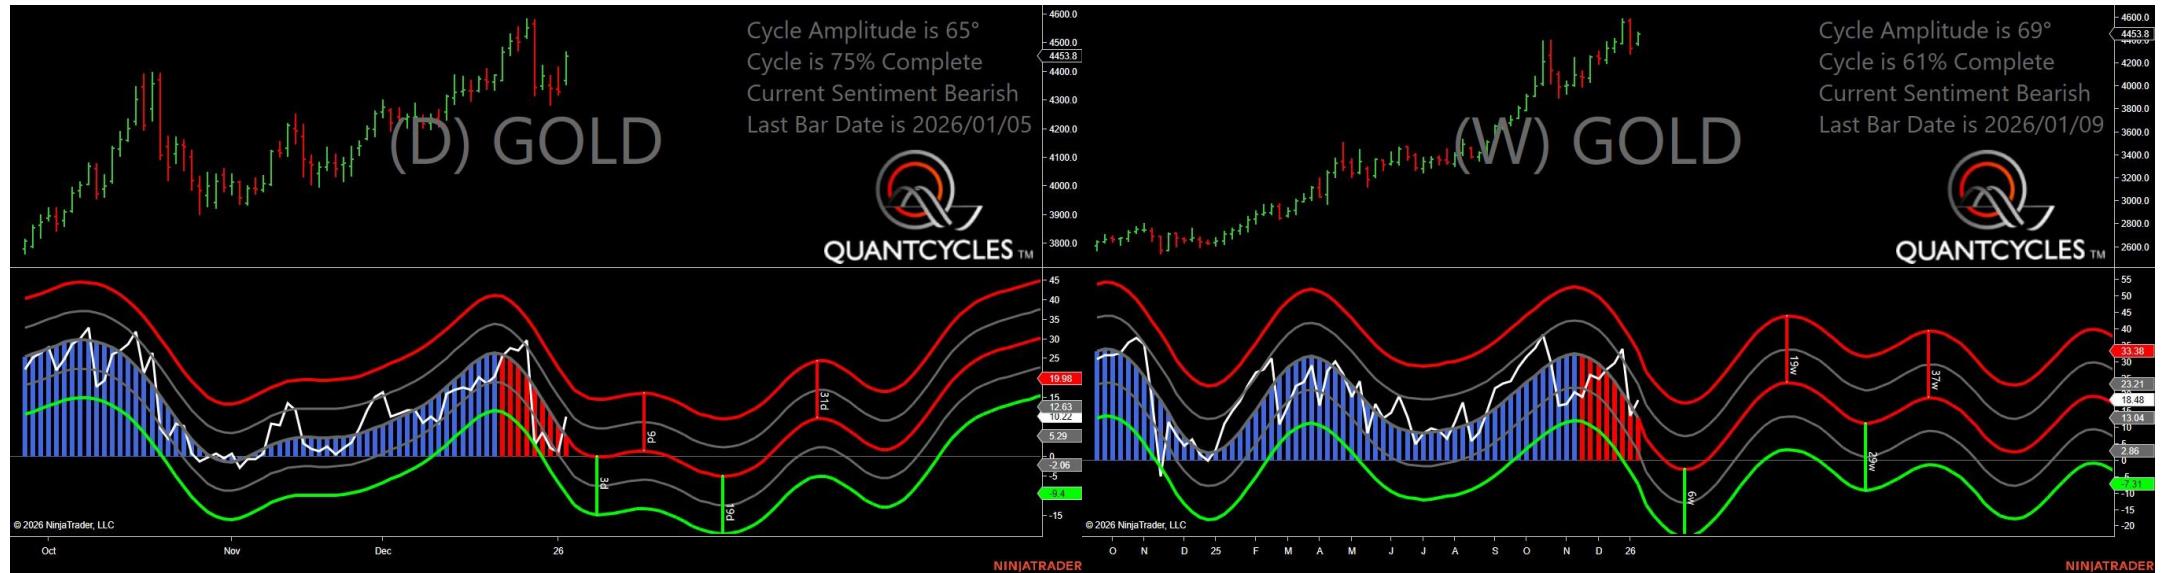 Cycle Amplitude is 65°
Cycle is 75% Complete
Current Sentiment Bearish
Last Bar Date is 2026/01/05
(D) GOLD
QUANTCYCLES TM
4600.0
4500.0
4453.8
4400.0
4300.0
4200.0
4100.0
4000.0
3900.0
3800.0
45
40
35
30
25
19.98
15
12.63
10.22
5.29
0
-2.06
-5
-9.4
-15
3d
9d
19d
31d
© 2026 NinjaTrader, LLC
Oct
Nov
Dec
26
NINJATRADER
Cycle Amplitude is 69°
Cycle is 61% Complete
Current Sentiment Bearish
Last Bar Date is 2026/01/09
(W) GOLD
QUANTCYCLES TM
4600.0
4453.8
4200.0
4000.0
3800.0
3600.0
3400.0
3200.0
3000.0
2800.0
2600.0
55
50
45
40
33.38
30
23.21
18.48
13.04
10
5
2.86
0
-7.31
-10
-15
-20
6w
19w
29w
37w
© 2026 NinjaTrader, LLC
O N D 25 F M A M J J A S O N D 26
NINJATRADER